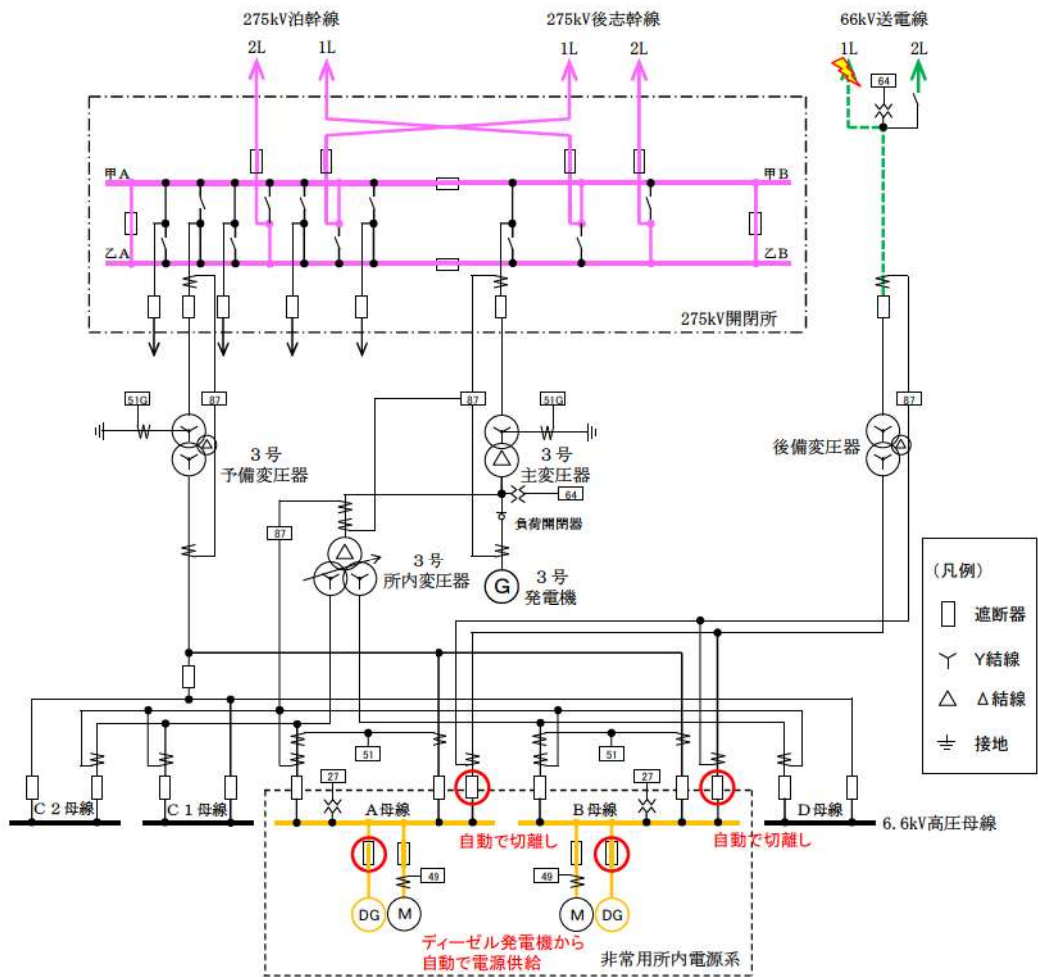 275kV泊幹線
275kV後志幹線
66kV送電線
2L
1L
1L
2L
1L
2L
64
甲A
甲B
乙A
乙B
275kV開閉所
51G
87
87
51G
87
3号
予備変圧器
3号
主変圧器
後備変圧器
64
負荷開閉器
87
3号
所内変圧器
G
3号
発電機
(凡例)
遮断器
Y結線
Δ結線
接地
51
51
27
27
C2母線
C1母線
A母線
B母線
D母線
6.6kV高圧母線
自動で切離し
自動で切離し
49
49
DG
M
M
DG
ディーゼル発電機から
自動で電源供給
非常用所内電源系